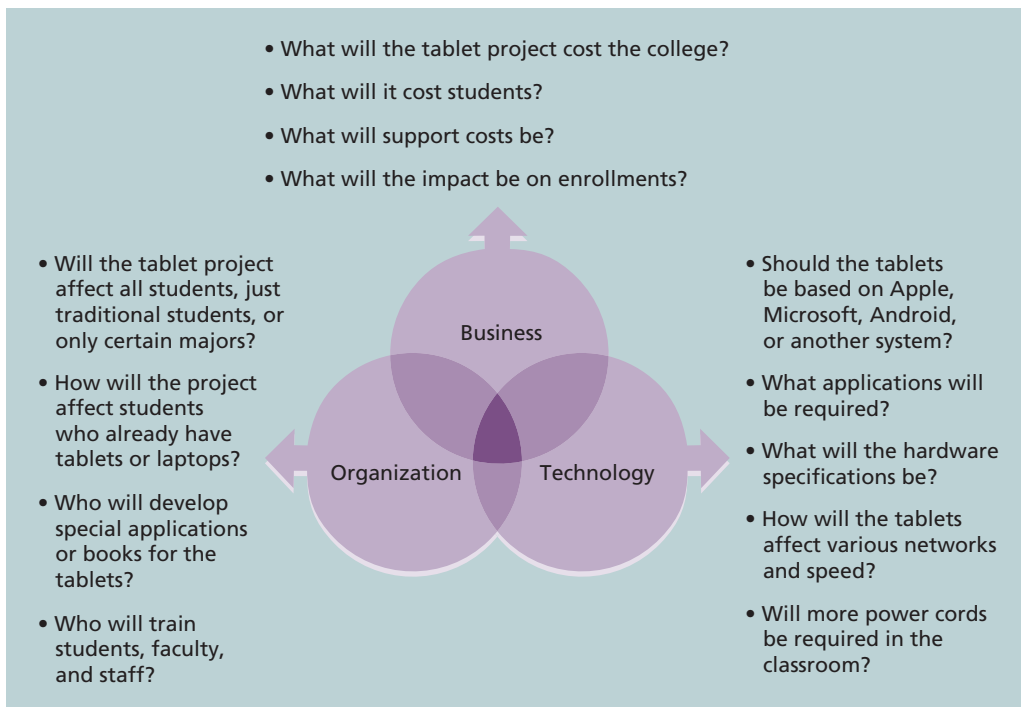 • What will the tablet project cost the college?
• What will it cost students?
• What will support costs be?
• What will the impact be on enrollments?
• Will the tablet project
affect all students, just
traditional students, or
only certain majors?
• How will the project
affect students
who already have
tablets or laptops?
• Who will develop
special applications
or books for the
tablets?
• Who will train
students, faculty,
and staff?
Business
Organization
Technology
• Should the tablets
be based on Apple,
Microsoft, Android,
or another system?
• What applications will
be required?
• What will the hardware
specifications be?
• How will the tablets
affect various networks
and speed?
• Will more power cords
be required in the
classroom?